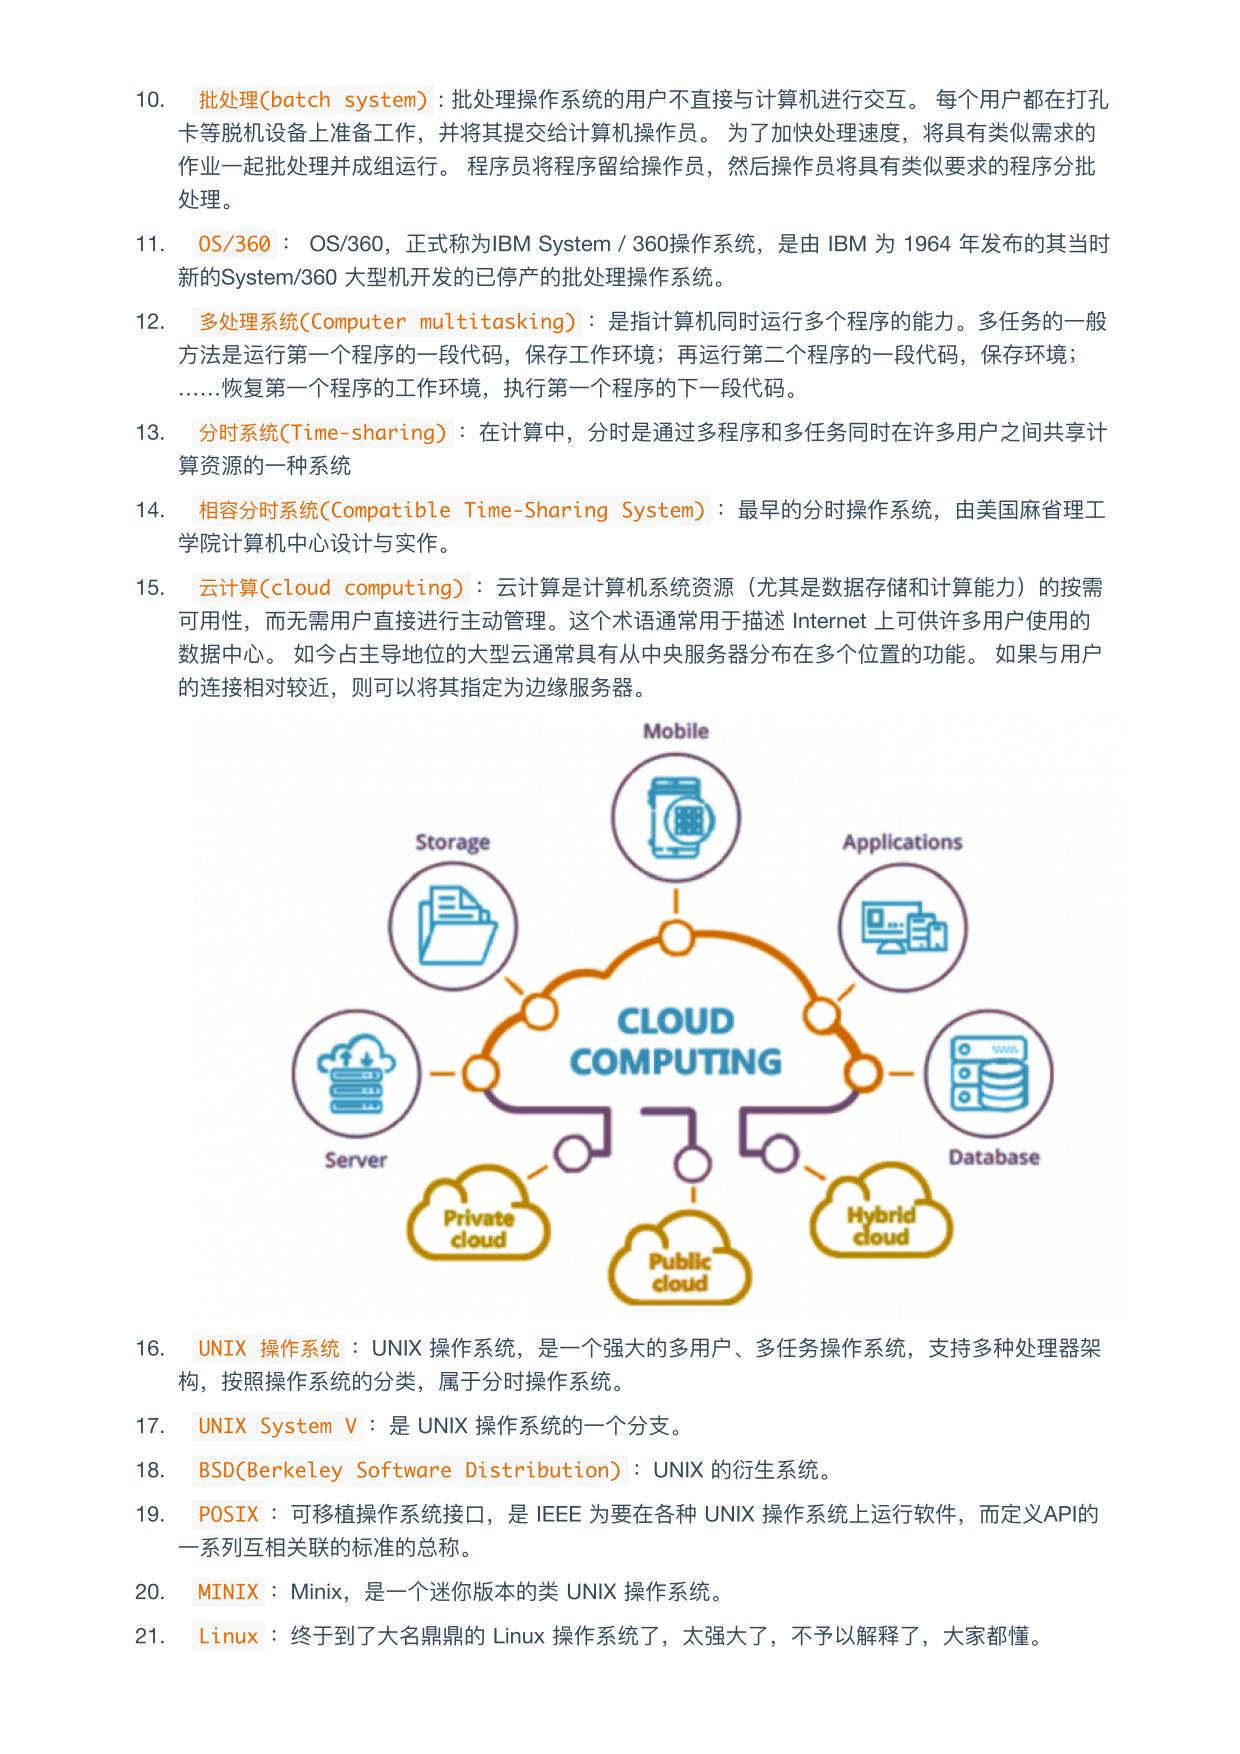 10. 批处理(batch system) : 批处理操作系统的用户不直接与计算机进行交互。 每个用户都在打孔
卡等脱机设备上准备工作，并将其提交给计算机操作员。 为了加快处理速度，将具有类似需求的
作业一起批处理并成组运行。 程序员将程序留给操作员，然后操作员将具有类似要求的程序分批
处理。
11. OS/360 ： OS/360，正式称为IBM System / 360操作系统，是由 IBM 为 1964 年发布的其当时
新的System/360 大型机开发的已停产的批处理操作系统。
12. 多处理系统(Computer multitasking) ：是指计算机同时运行多个程序的能力。多任务的一般
方法是运行第一个程序的一段代码，保存工作环境；再运行第二个程序的一段代码，保存环境；
……恢复第一个程序的工作环境，执行第一个程序的下一段代码。
13. 分时系统(Time-sharing) ：在计算中，分时是通过多程序和多任务同时在许多用户之间共享计
算资源的一种系统
14. 相容分时系统(Compatible Time-Sharing System) ：最早的分时操作系统，由美国麻省理工
学院计算机中心设计与实作。
15. 云计算(cloud computing) ：云计算是计算机系统资源（尤其是数据存储和计算能力）的按需
可用性，而无需用户直接进行主动管理。这个术语通常用于描述 Internet 上可供许多用户使用的
数据中心。 如今占主导地位的大型云通常具有从中央服务器分布在多个位置的功能。 如果与用户
的连接相对较近，则可以将其指定为边缘服务器。
Mobile
Storage
Applications
CLOUD
COMPUTING
Server
Database
Private
cloud
Public
cloud
Hybrid
cloud
16. UNIX 操作系统 ：UNIX 操作系统，是一个强大的多用户、多任务操作系统，支持多种处理器架
构，按照操作系统的分类，属于分时操作系统。
17. UNIX System V ：是 UNIX 操作系统的一个分支。
18. BSD(Berkeley Software Distribution) ：UNIX 的衍生系统。
19. POSIX ：可移植操作系统接口，是 IEEE 为要在各种 UNIX 操作系统上运行软件，而定义API的
一系列互相关联的标准的总称。
20. MINIX ：Minix，是一个迷你版本的类 UNIX 操作系统。
21. Linux ：终于到了大名鼎鼎的 Linux 操作系统了，太强大了，不予以解释了，大家都懂。